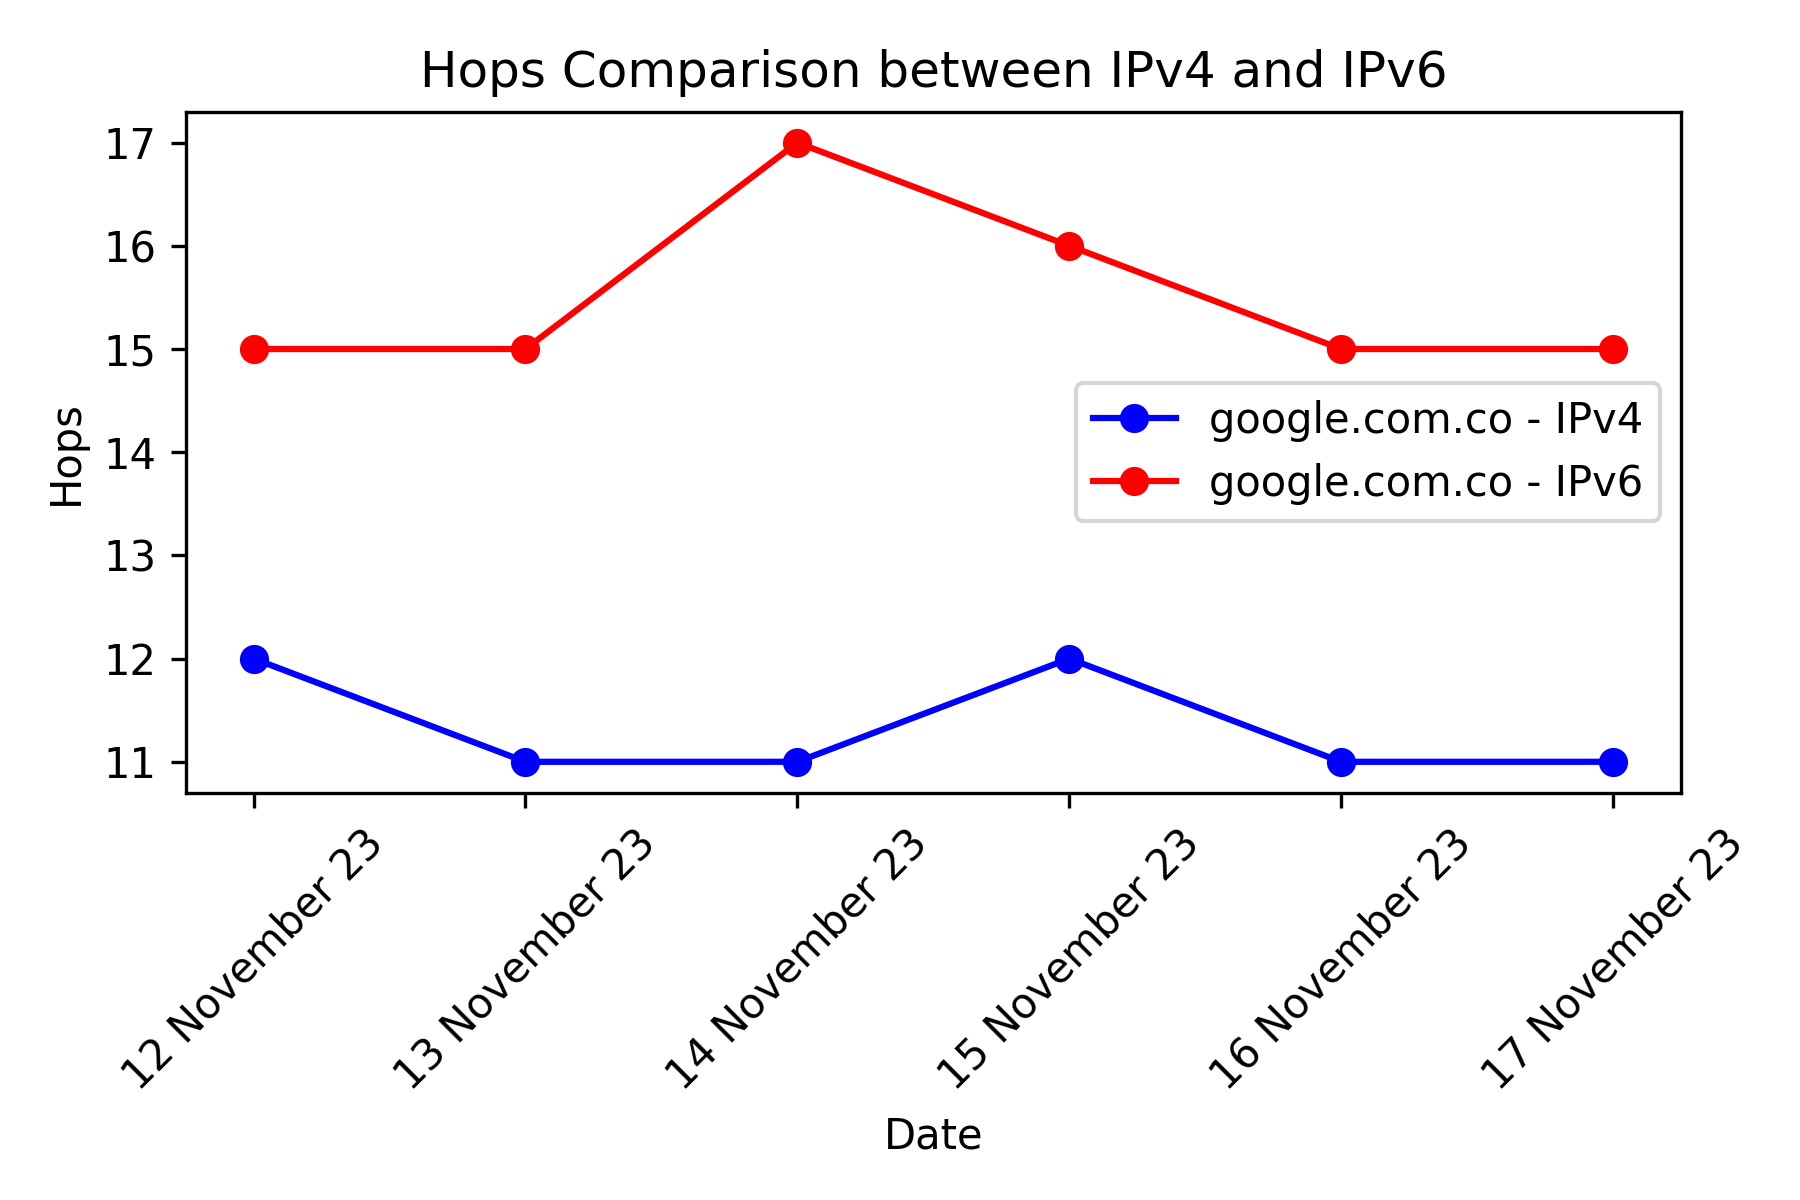 Hops Comparison between IPv4 and IPv6
17
16
15
14
13
12
11
Hops
google.com.co - IPv4
google.com.co - IPv6
12 November 23
13 November 23
14 November 23
15 November 23
16 November 23
17 November 23
Date